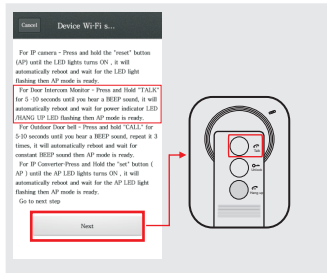 Cancel
Device Wi-Fi s...
For IP camera - Press and hold the "reset" button
(AP) until the LED lights turns ON , it will
automatically reboot and wait for the LED light
flashing then AP mode is ready.
For Door Intercom Monitor - Press and Hold "TALK"
for 5 -10 seconds until you hear a BEEP sound, it will
automatically reboot and wait for power indicator LED
/HANG UP LED flashing then AP mode is ready.
For Outdoor Door bell - Press and hold "CALL" for
5-10 seconds until you hear a BEEP sound, repeat it 3
times, it will automatically reboot and wait for
constant BEEP sound then AP mode is ready.
For IP Converter-Press and Hold the "set" button (
AP ) until the AP LED lights turns ON , it will
automatically reboot and wait for the AP LED light
flashing then AP mode is ready.
Go to next step
Next
Talk
Unlock
Hang up